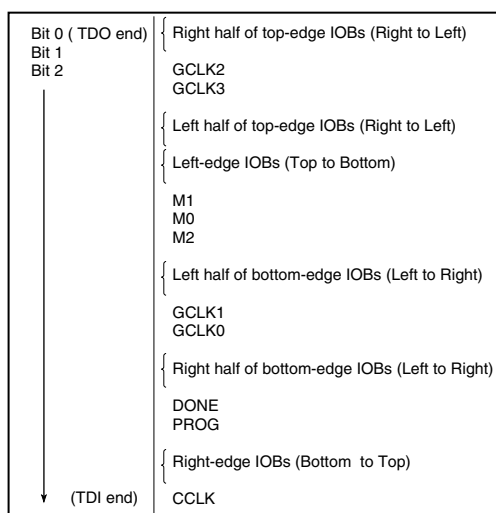 Bit 0 ( TDO end)
Bit 1
Bit 2
Right half of top-edge IOBs (Right to Left)
GCLK2
GCLK3
Left half of top-edge IOBs (Right to Left)
Left-edge IOBs (Top to Bottom)
M1
M0
M2
Left half of bottom-edge IOBs (Left to Right)
GCLK1
GCLK0
Right half of bottom-edge IOBs (Left to Right)
DONE
PROG
Right-edge IOBs (Bottom to Top)
(TDI end)
CCLK